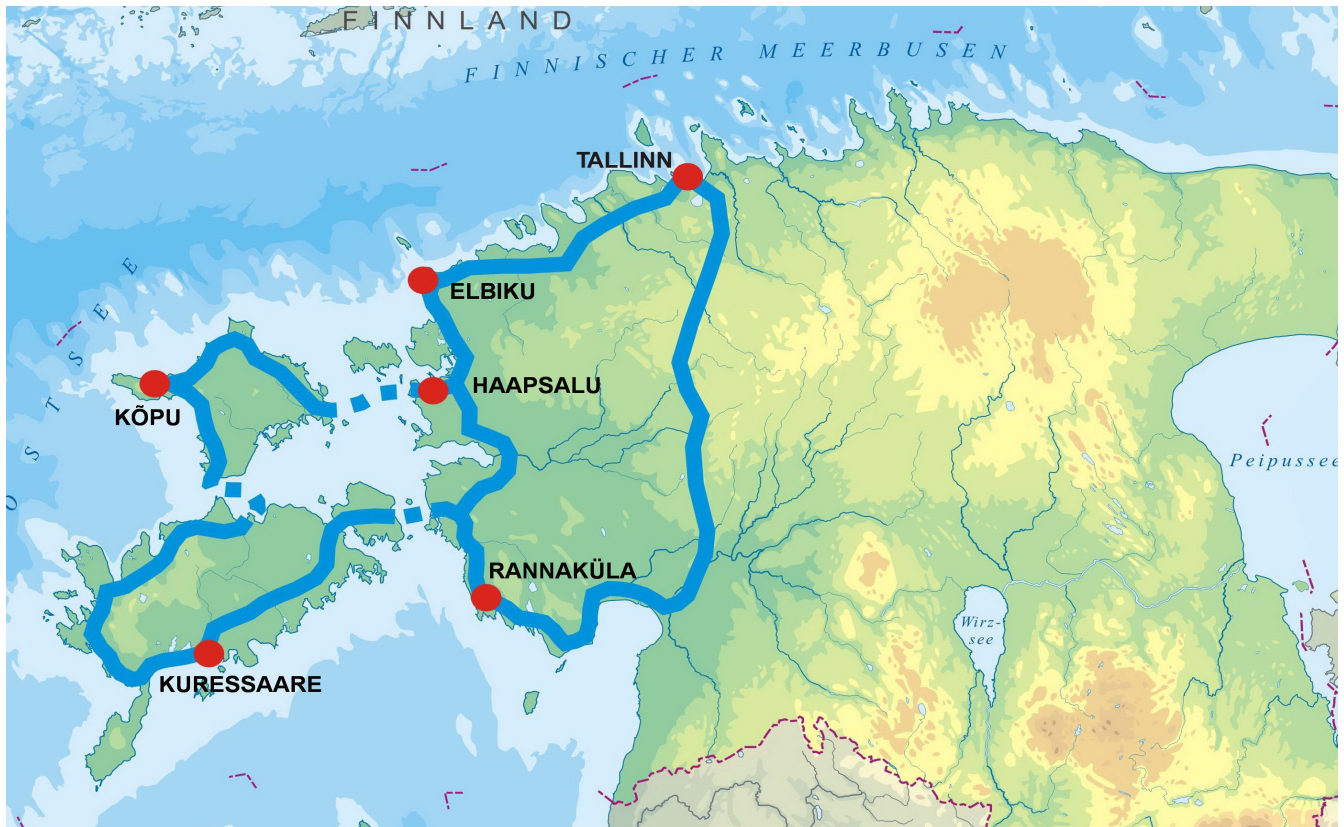 FINNLAND
FINNISCHER MEERBUSEN
TALLINN
OSTSEE
ELBIKU
HAAPSALU
KÕPU
Peipussee
RANNAKÜLA
Wirz-
see
KURESSAARE